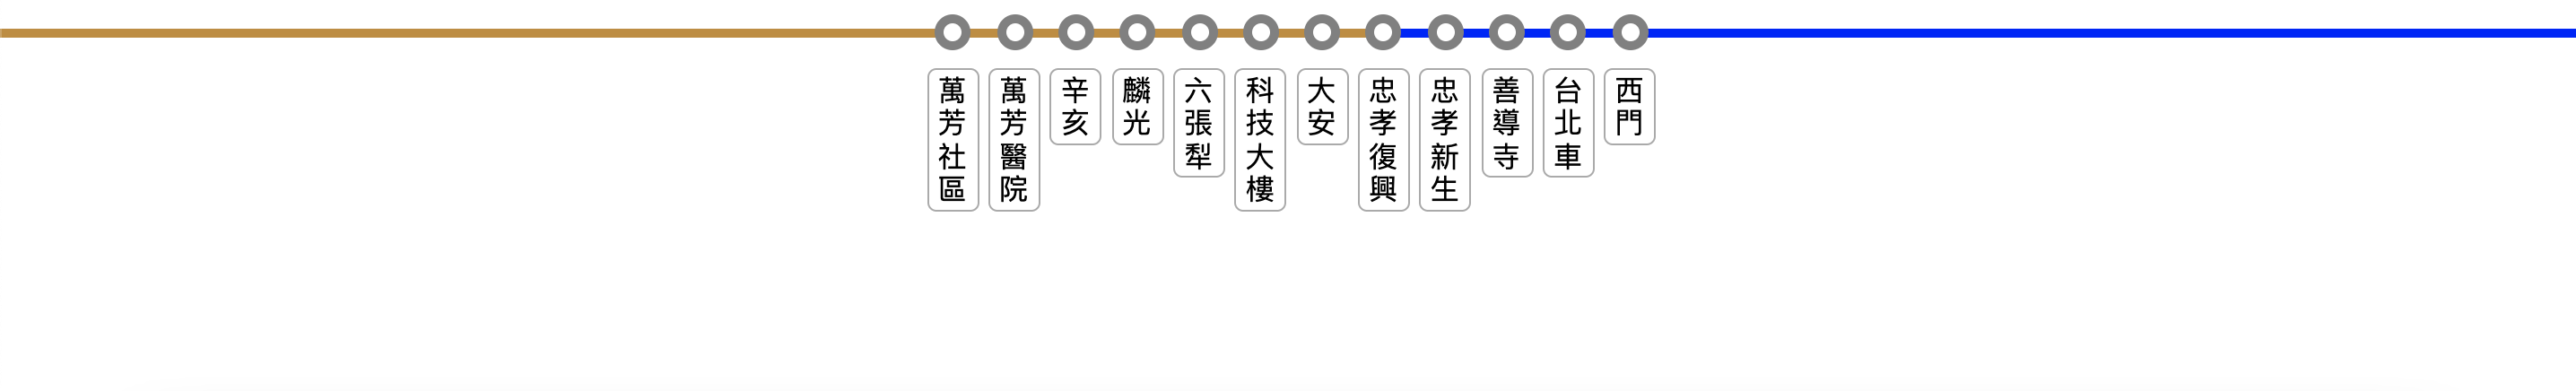 萬芳社區
萬芳醫院
辛亥
麟光
六張犁
科技大樓
大安
忠孝復興
忠孝新生
善導寺
台北車
西門